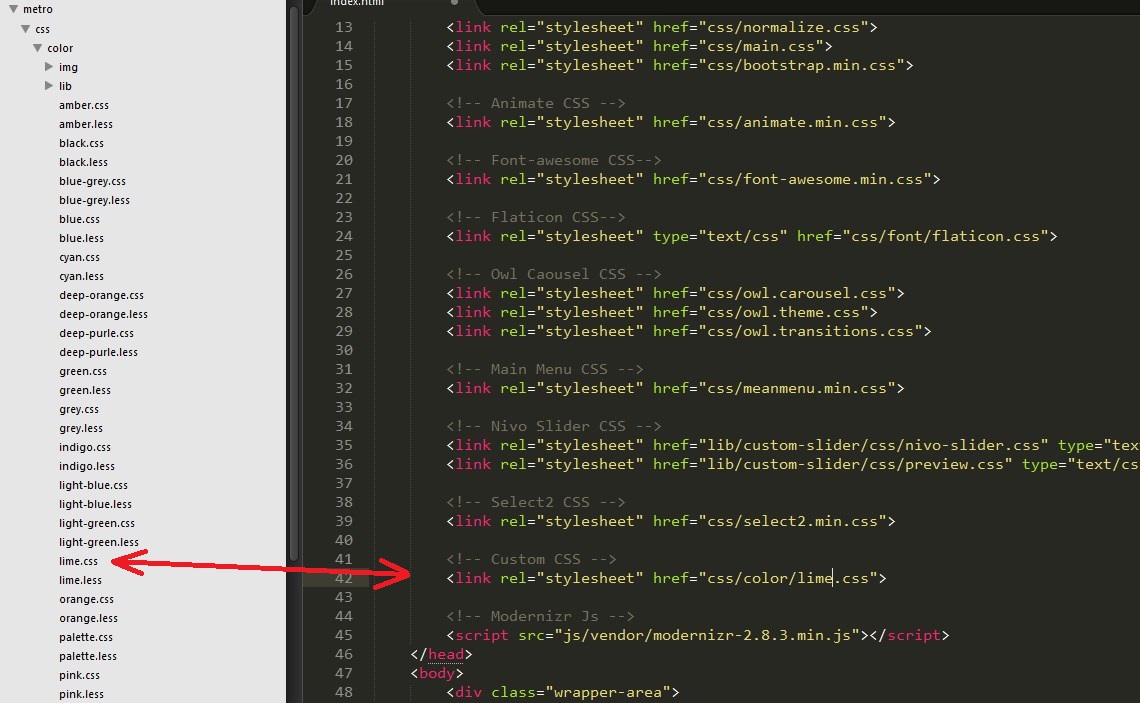 metro
css
color
img
lib
amber.css
amber.less
black.css
black.less
blue-grey.css
blue-grey.less
blue.css
blue.less
cyan.css
cyan.less
deep-orange.css
deep-orange.less
deep-purle.css
deep-purle.less
green.css
green.less
grey.css
grey.less
indigo.css
indigo.less
light-blue.css
light-blue.less
light-green.css
light-green.less
lime.css
lime.less
orange.css
orange.less
palette.css
palette.less
pink.css
pink.less
index.html
13 <link rel="stylesheet" href="css/normalize.css">
14 <link rel="stylesheet" href="css/main.css">
15 <link rel="stylesheet" href="css/bootstrap.min.css">
16
17 <!-- Animate CSS -->
18 <link rel="stylesheet" href="css/animate.min.css">
19
20 <!-- Font-awesome CSS-->
21 <link rel="stylesheet" href="css/font-awesome.min.css">
22
23 <!-- Flaticon CSS-->
24 <link rel="stylesheet" type="text/css" href="css/font/flaticon.css">
25
26 <!-- Owl Caousel CSS -->
27 <link rel="stylesheet" href="css/owl.carousel.css">
28 <link rel="stylesheet" href="css/owl.theme.css">
29 <link rel="stylesheet" href="css/owl.transitions.css">
30
31 <!-- Main Menu CSS -->
32 <link rel="stylesheet" href="css/meanmenu.min.css">
33
34 <!-- Nivo Slider CSS -->
35 <link rel="stylesheet" href="lib/custom-slider/css/nivo-slider.css" type="tex
36 <link rel="stylesheet" href="lib/custom-slider/css/preview.css" type="text/cs
37
38 <!-- Select2 CSS -->
39 <link rel="stylesheet" href="css/select2.min.css">
40
41 <!-- Custom CSS -->
42 <link rel="stylesheet" href="css/color/lime.css">
43
44 <!-- Modernizr Js -->
45 <script src="js/vendor/modernizr-2.8.3.min.js"></script>
46 </head>
47 <body>
48 <div class="wrapper-area">